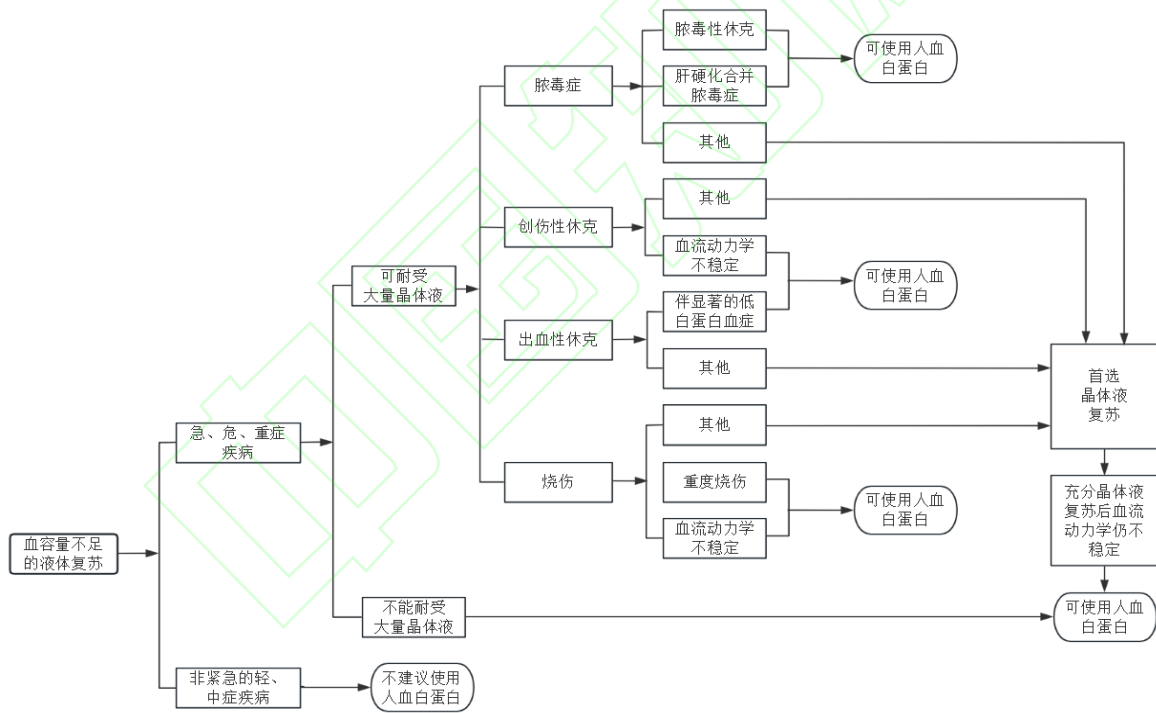 脓毒性休克
可使用人血
白蛋白
脓毒症
肝硬化合并
脓毒症
其他
其他
创伤性休克
血流动力学
不稳定
可耐受
大量晶体液
可使用人血
白蛋白
伴显著的低
白蛋白血症
出血性休克
其他
首选
晶体液
复苏
其他
急、危、重症
疾病
烧伤
重度烧伤
可使用人血
白蛋白
充分晶体液
复苏后血流
动力学仍不
稳定
血流动力学
不稳定
血容量不足
的液体复苏
不能耐受
大量晶体液
可使用人血
白蛋白
非紧急的轻、
中症疾病
不建议使用
人血白蛋白